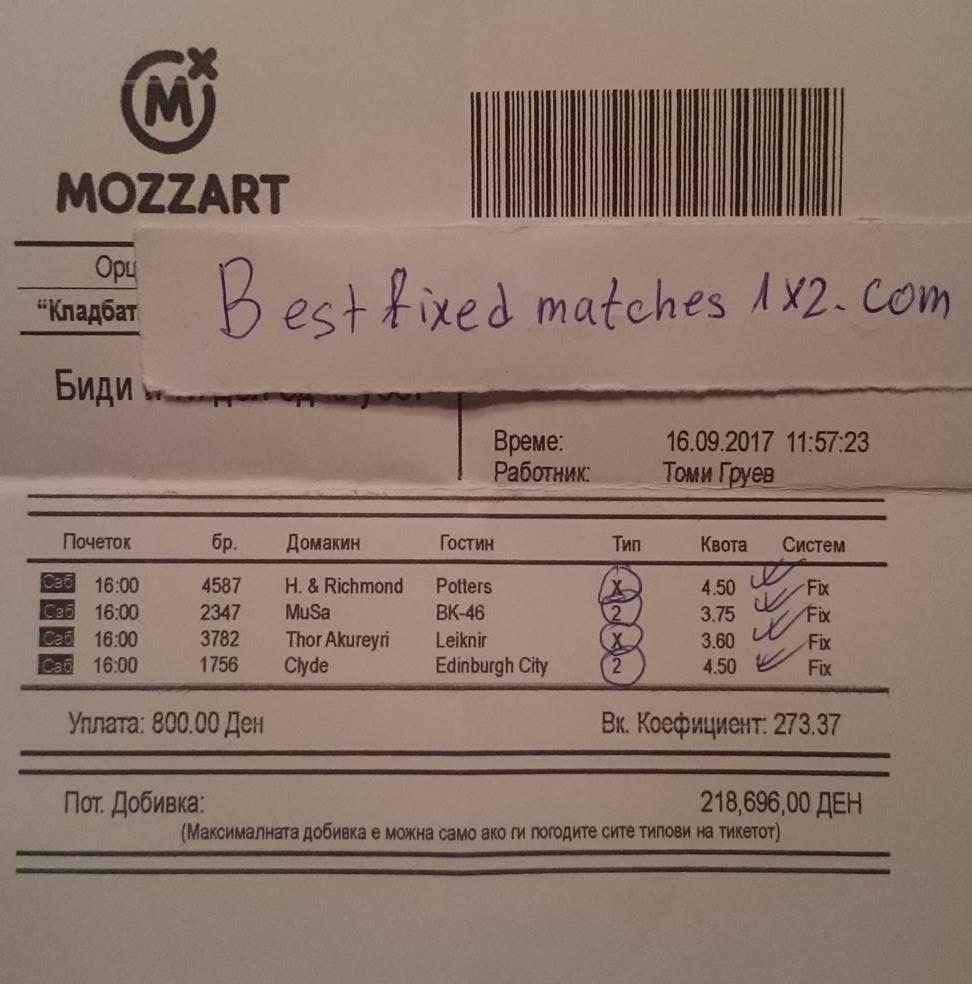 MOZZART
Орц
Best fixed matches 1x2.com
“Кладбат
Биди
Време: 16.09.2017 11:57:23
Работник: Томи Груев
Почеток бр. Домакин Гостин Тип Квота Систем
Саб 16:00 4587 H. & Richmond Potters X 4.50 Fix
Саб 16:00 2347 MuSa BK-46 2 3.75 Fix
Саб 16:00 3782 Thor Akureyri Leiknir X 3.60 Fix
Саб 16:00 1756 Clyde Edinburgh City 2 4.50 Fix
Уплата: 800.00 Ден Вк. Коефициент: 273.37
Пот. Добивка: 218,696,00 ДЕН
(Максималната добивка е можна само ако ги погодите сите типови на тикетот)